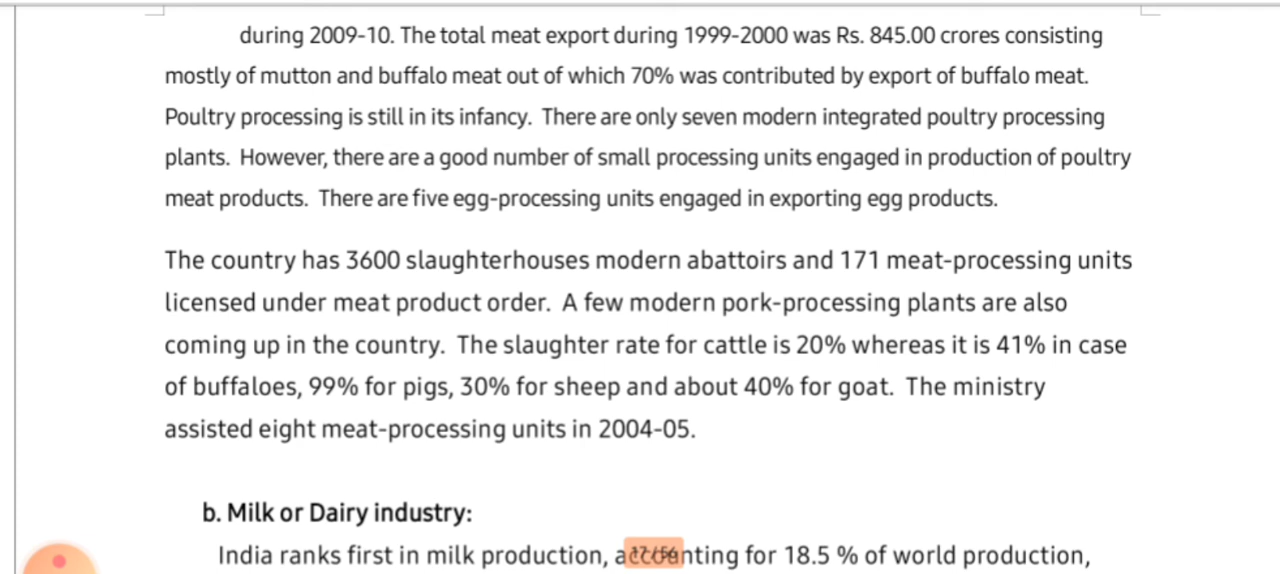 during 2009-10. The total meat export during 1999-2000 was Rs. 845.00 crores consisting
mostly of mutton and buffalo meat out of which 70% was contributed by export of buffalo meat.
Poultry processing is still in its infancy. There are only seven modern integrated poultry processing
plants. However, there are a good number of small processing units engaged in production of poultry
meat products. There are five egg-processing units engaged in exporting egg products.
The country has 3600 slaughterhouses modern abattoirs and 171 meat-processing units
licensed under meat product order. A few modern pork-processing plants are also
coming up in the country. The slaughter rate for cattle is 20% whereas it is 41% in case
of buffaloes, 99% for pigs, 30% for sheep and about 40% for goat. The ministry
assisted eight meat-processing units in 2004-05.
b. Milk or Dairy industry:
India ranks first in milk production, accounting for 18.5 % of world production,